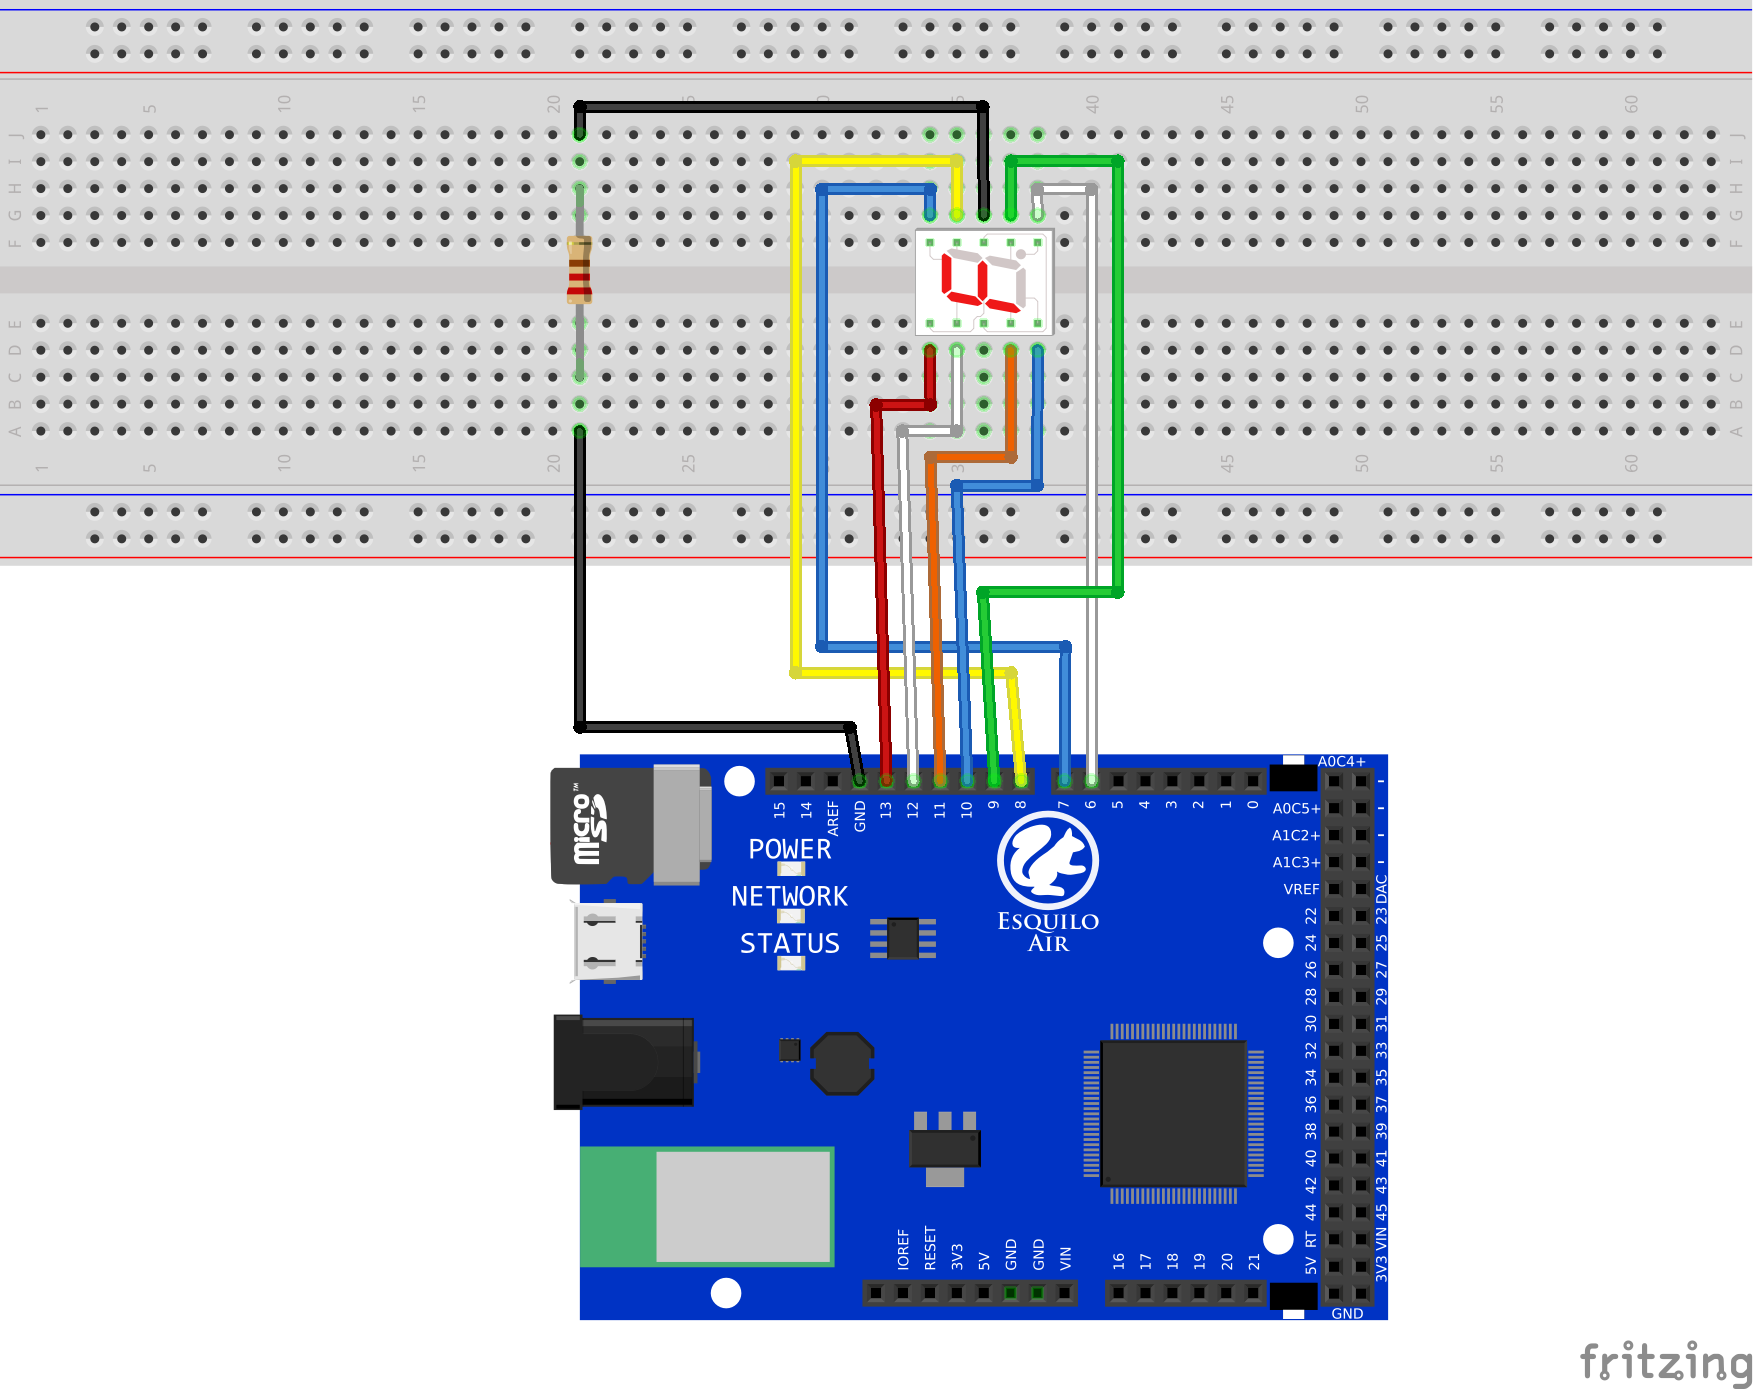 1 5 10 15 20 25 30 35 40 45 50 55 60
J J
I I
H H
G G
F F
E E
D D
C C
B B
A A
1 5 10 15 20 25 3 40 45 50 55 60
A0C4+
15 14 AREF GND 13 12 11 10 9 8 7 6 5 4 3 2 1 0
A0C5+ -
A1C2+ -
A1C3+ -
VREF DAC
22 23
24 25
26 27
28 29
30 31
32 33
34 35
36 37
38 39
40 41
42 43
44 45
RT VIN
5V 3V3
GND
micro SD™
POWER
NETWORK
STATUS
ESQUILO
AIR
IOREF RESET 3V3 5V GND GND VIN 16 17 18 19 20 21
fritzing